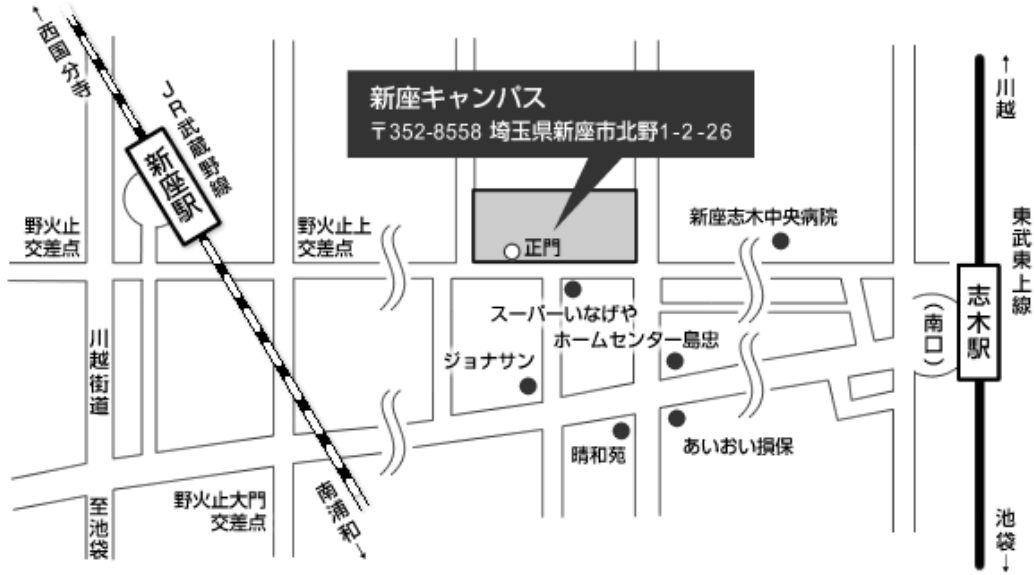 ←西国分寺
JR武蔵野線
新座駅
新座キャンパス
〒352-8558 埼玉県新座市北野1-2-26
↑川越
東武東上線
野火止
交差点
野火止上
交差点
正門
新座志木中央病院
志木駅
(南口)
スーパーいなげや
ホームセンター島忠
ジョナサン
川越街道
晴和苑
あいおい損保
野火止大門
交差点
南浦和→
至池袋
池袋→